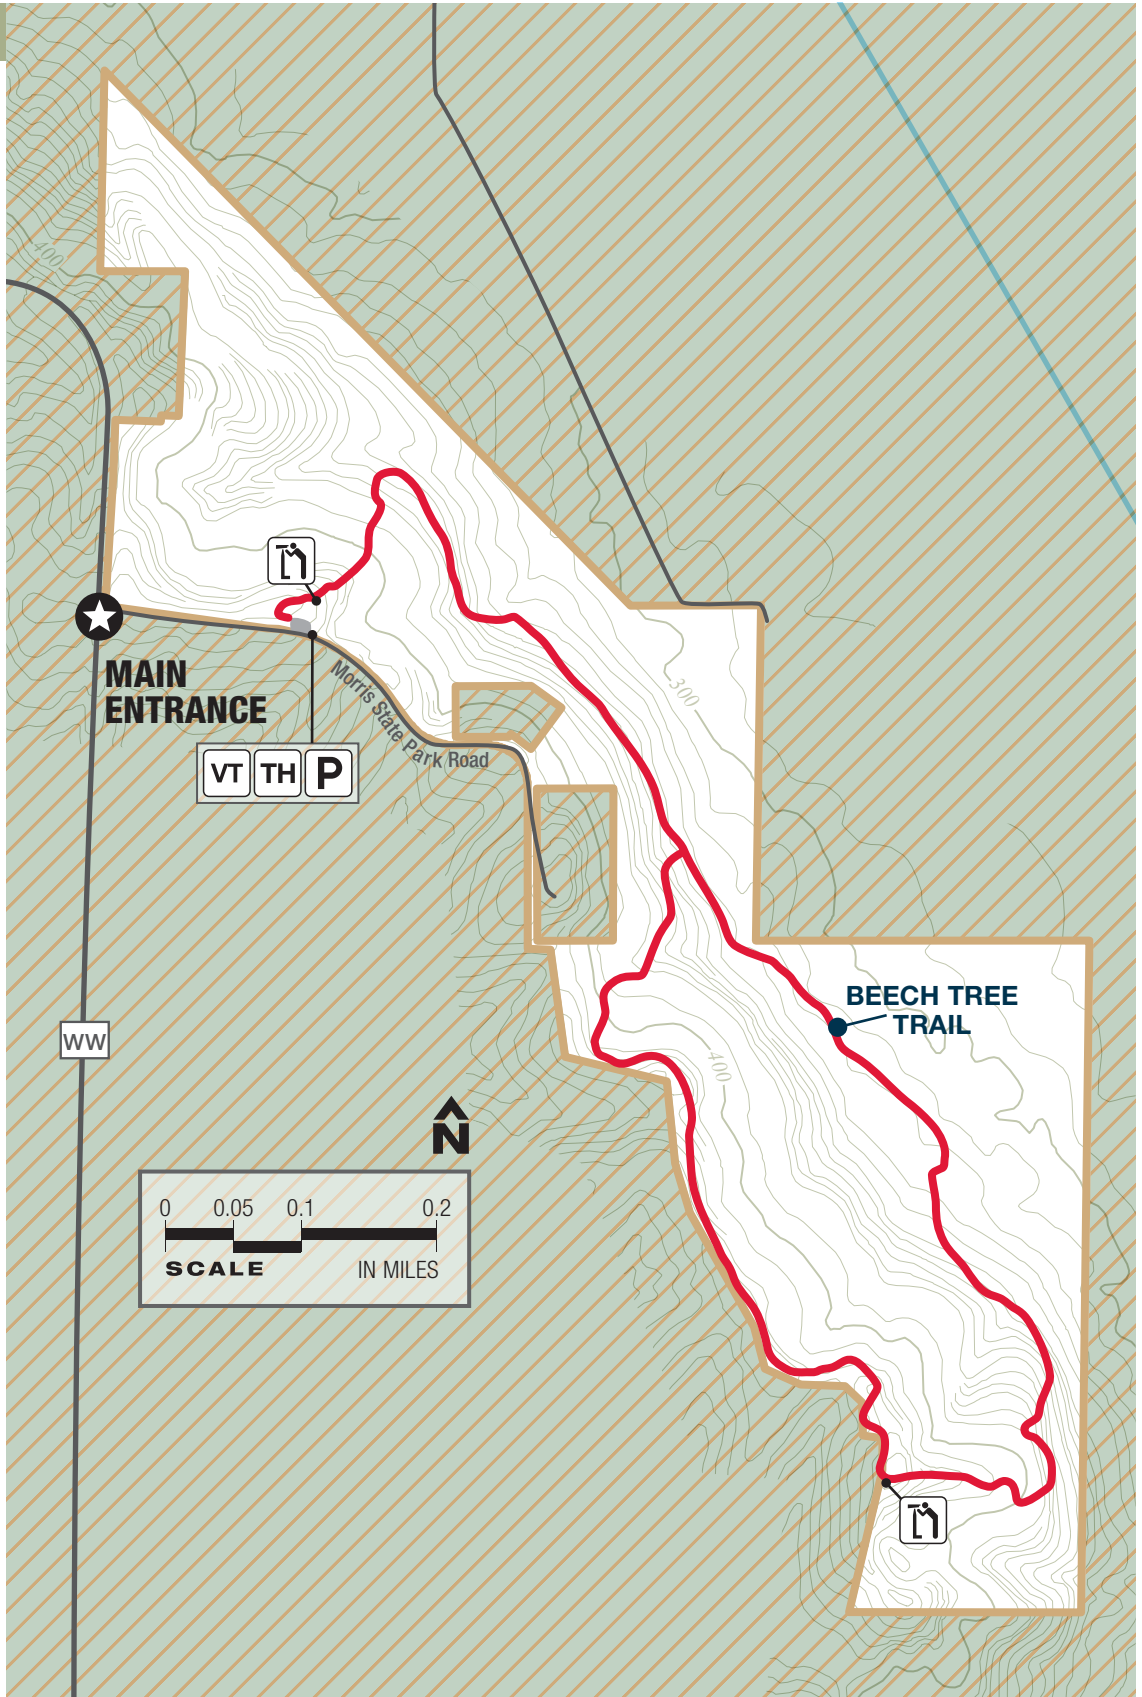 400
MAIN
ENTRANCE
Morris State Park Road
VT TH P
300
BEECH TREE
TRAIL
WW
400
N
0 0.05 0.1 0.2
SCALE IN MILES